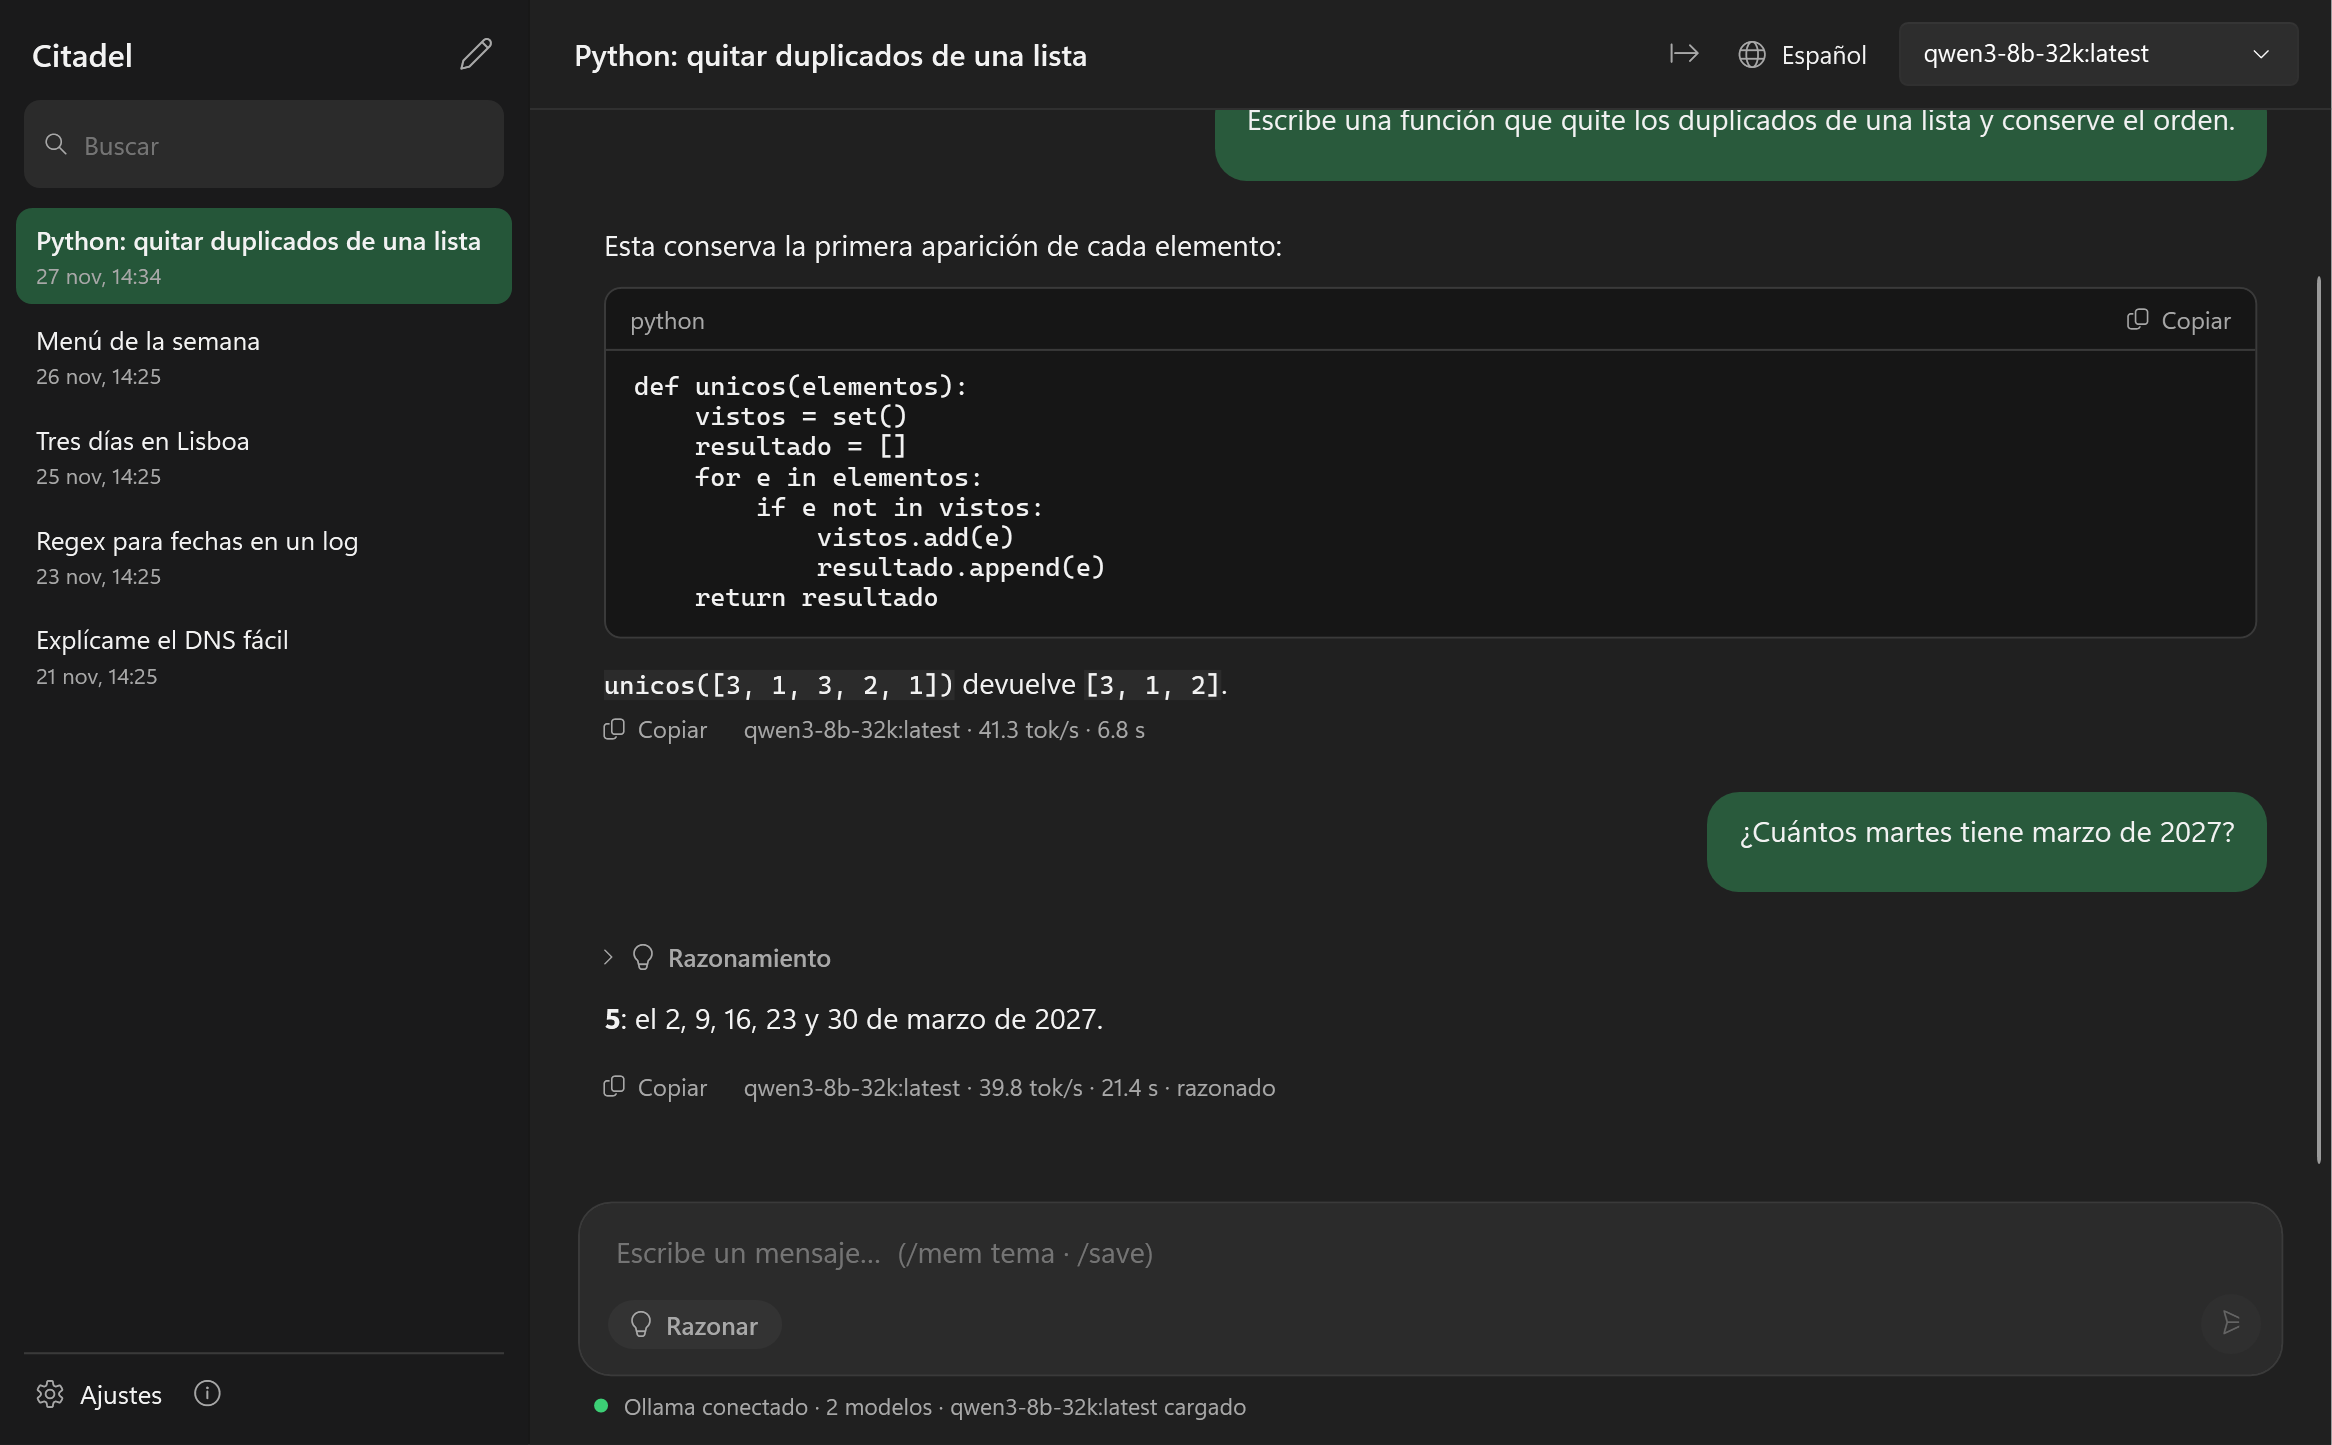 Citadel
Buscar
Python: quitar duplicados de una lista
27 nov, 14:34
Menú de la semana
26 nov, 14:25
Tres días en Lisboa
25 nov, 14:25
Regex para fechas en un log
23 nov, 14:25
Explícame el DNS fácil
21 nov, 14:25
Ajustes
Python: quitar duplicados de una lista
Español
qwen3-8b-32k:latest
Escribe una función que quite los duplicados de una lista y conserve el orden.
Esta conserva la primera aparición de cada elemento:
python
Copiar
def unicos(elementos):
    vistos = set()
    resultado = []
    for e in elementos:
        if e not in vistos:
            vistos.add(e)
            resultado.append(e)
    return resultado
unicos([3, 1, 3, 2, 1]) devuelve [3, 1, 2].
Copiar qwen3-8b-32k:latest · 41.3 tok/s · 6.8 s
¿Cuántos martes tiene marzo de 2027?
Razonamiento
5: el 2, 9, 16, 23 y 30 de marzo de 2027.
Copiar qwen3-8b-32k:latest · 39.8 tok/s · 21.4 s · razonado
Escribe un mensaje... (/mem tema · /save)
Razonar
Ollama conectado · 2 modelos · qwen3-8b-32k:latest cargado